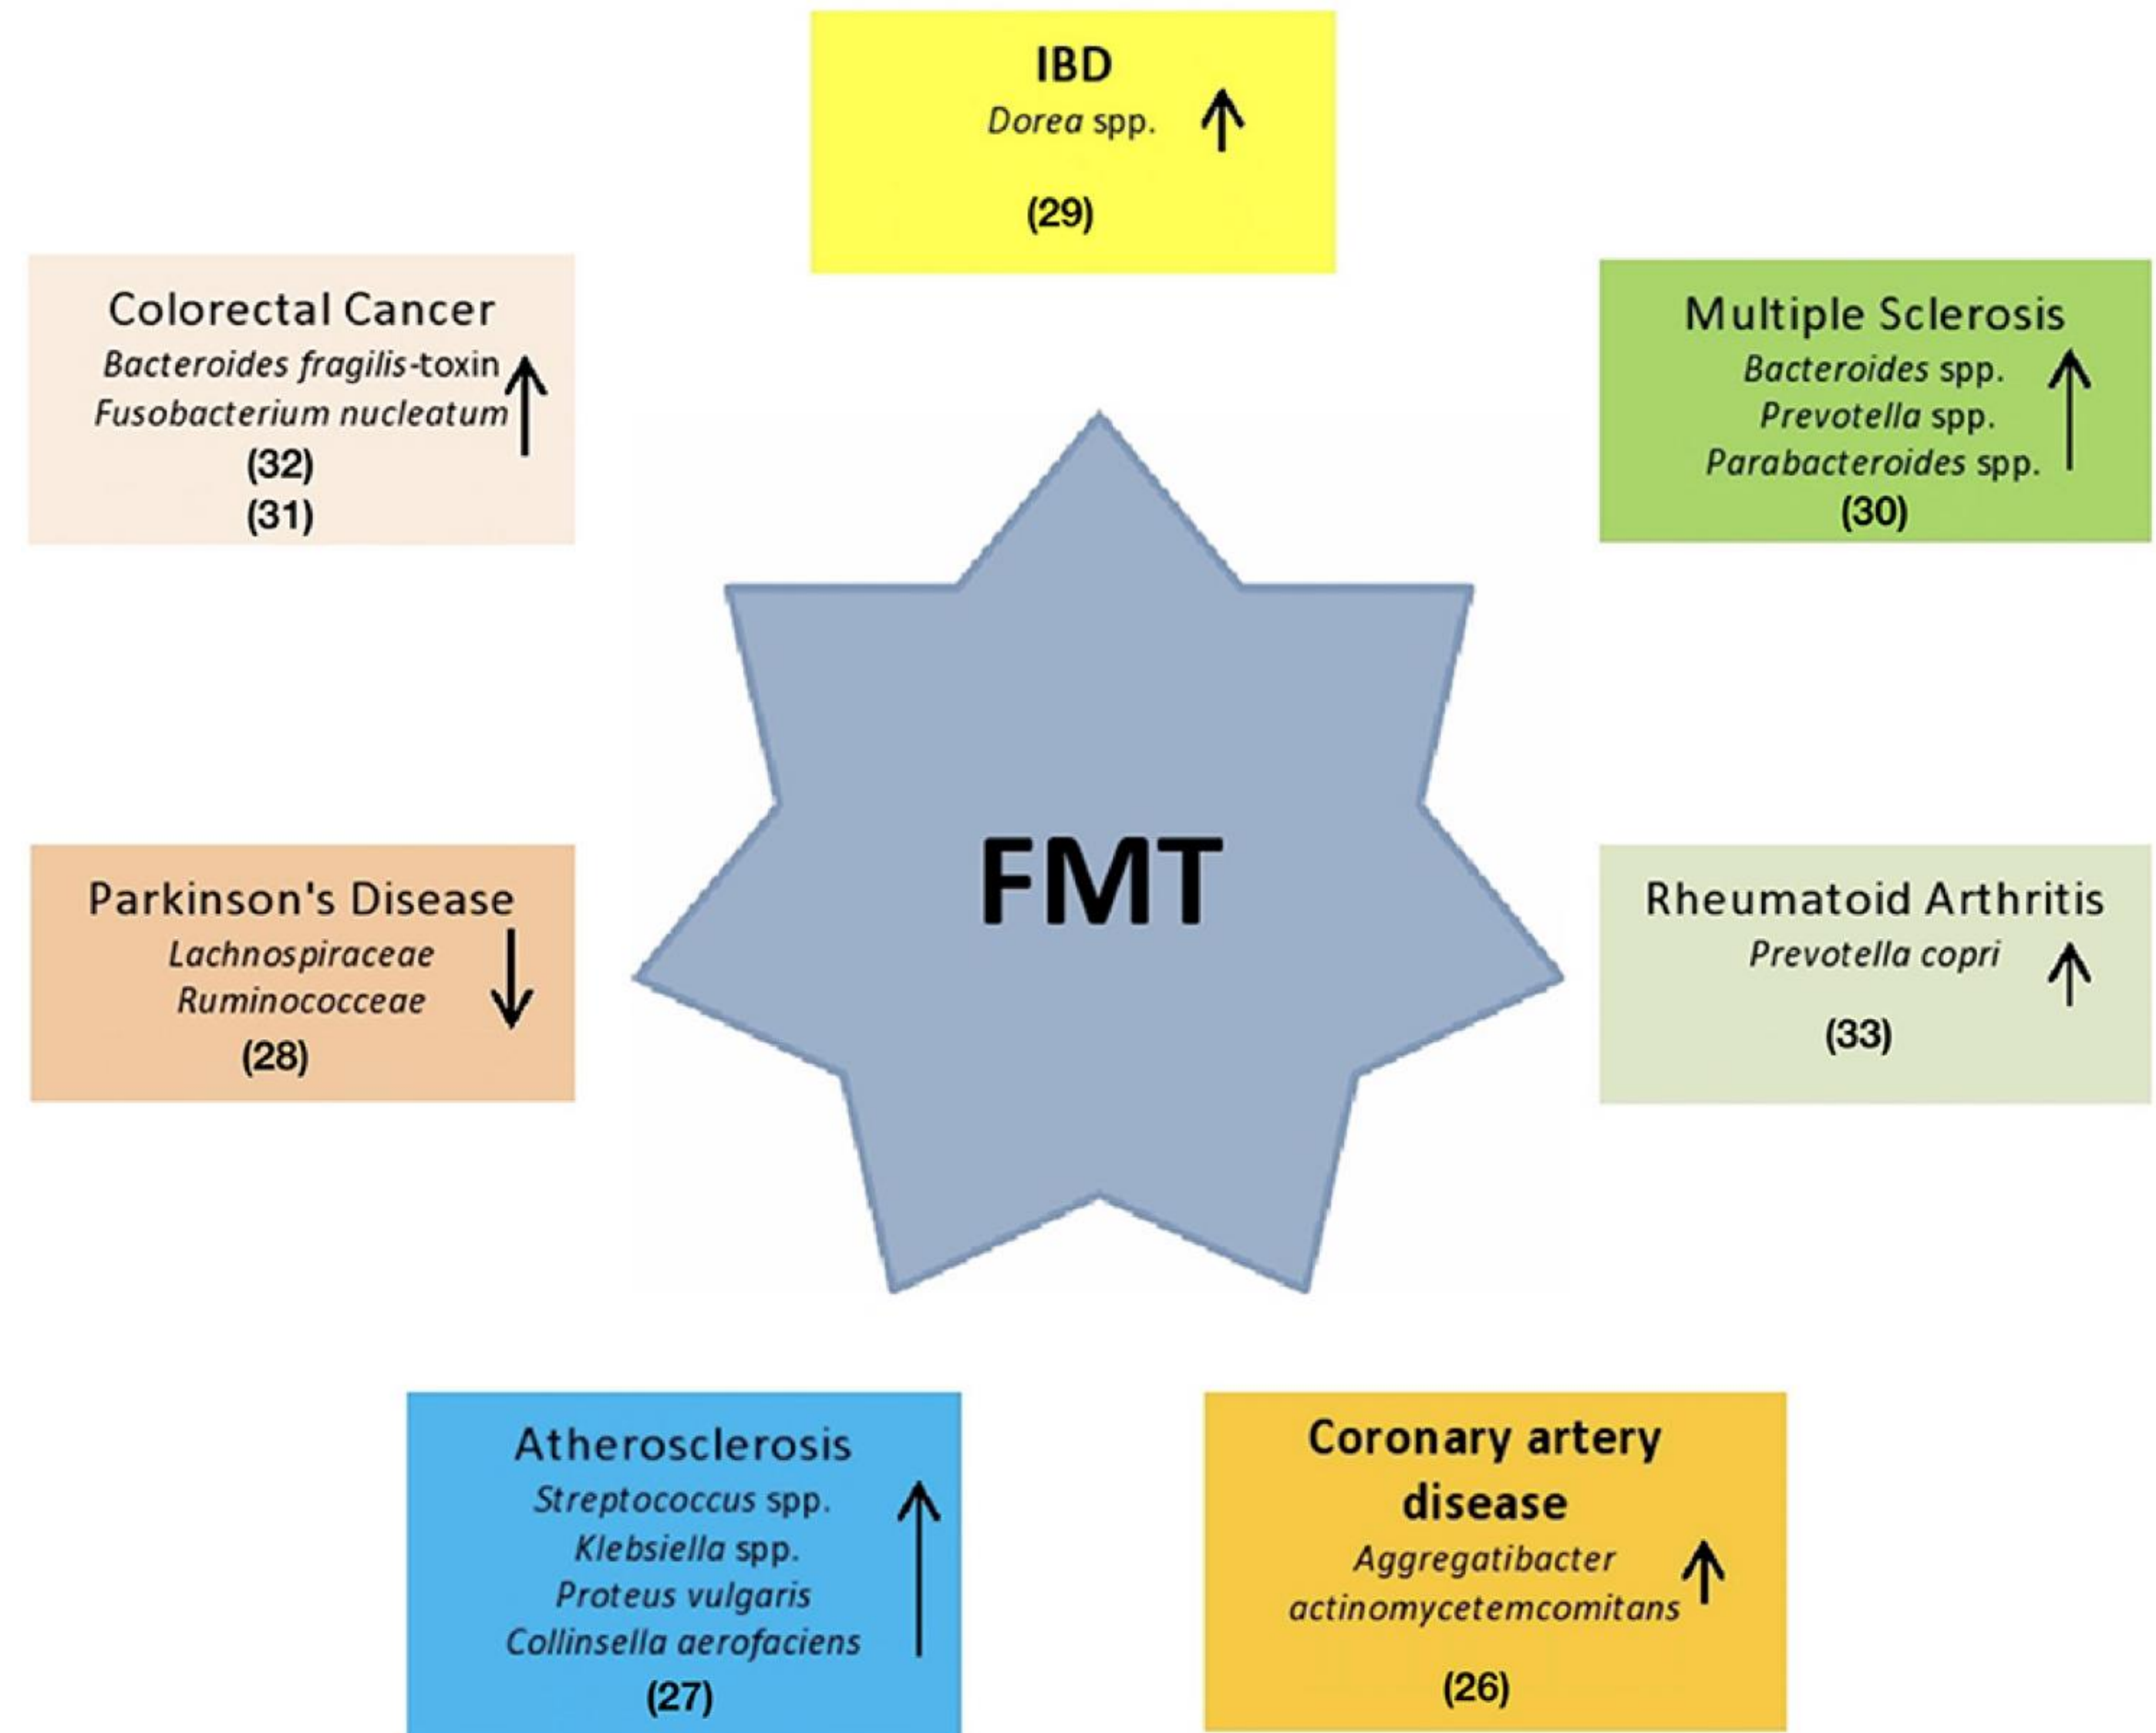 IBD
Dorea spp.
(29)
Colorectal Cancer
Bacteroides fragilis-toxin
Fusobacterium nucleatum
(32)
(31)
Multiple Sclerosis
Bacteroides spp.
Prevotella spp.
Parabacteroides spp.
(30)
FMT
Parkinson's Disease
Lachnospiraceae
Ruminococceae
(28)
Rheumatoid Arthritis
Prevotella copri
(33)
Atherosclerosis
Streptococcus spp.
Klebsiella spp.
Proteus vulgaris
Collinsella aerofaciens
(27)
Coronary artery
disease
Aggregatibacter
actinomycetemcomitans
(26)